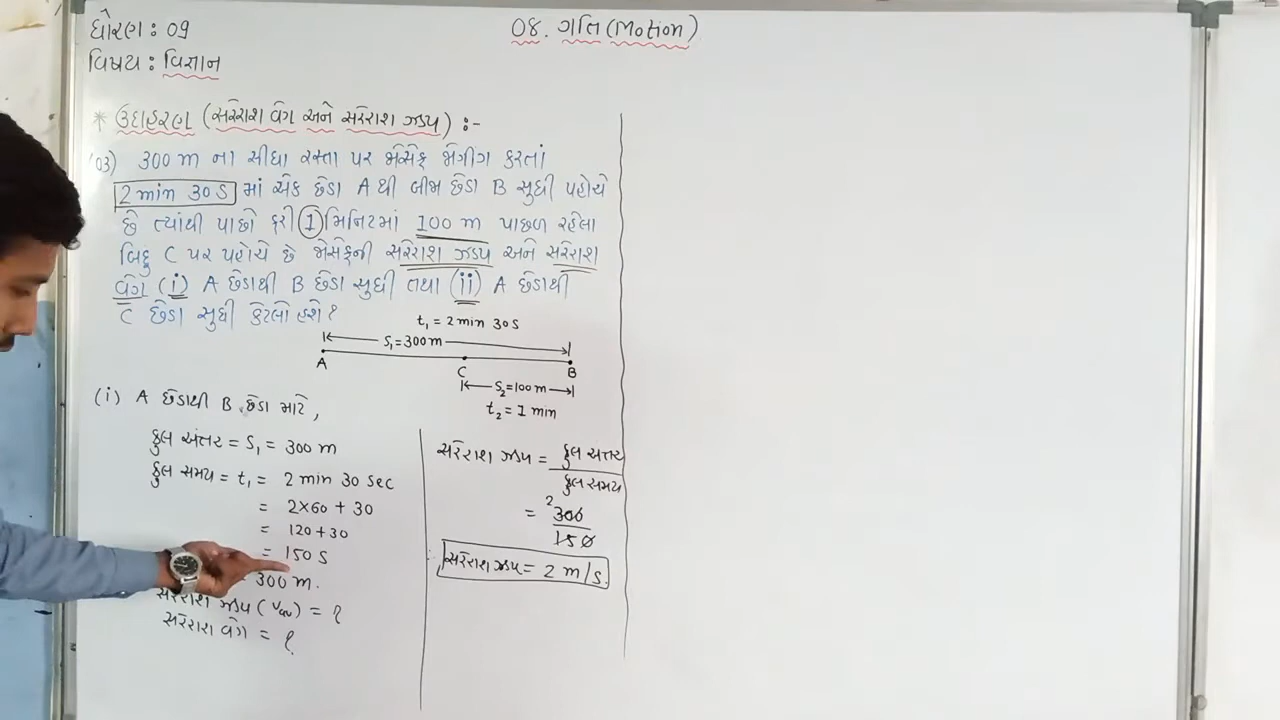 ધોરણ : 09
વિષય : વિજ્ઞાન
08. ગતિ (Motion)
* ઉદાહરણ (સરેરાશ વેગ અને સરેરાશ ઝડપ) :-
03) 300 m ના સીધા રસ્તા પર જોસેફ જોગીંગ કરતાં
2 min 30 S માં એક છેડા A થી બીજા છેડા B સુધી પહોંચે
છે ત્યાંથી પાછો ફરી 1 મિનિટમાં 100 m પાછળ રહેલા
બિંદુ C પર પહોંચે છે જોસેફની સરેરાશ ઝડપ અને સરેરાશ
વેગ (i) A છેડાથી B છેડા સુધી તથા (ii) A છેડાથી
C છેડા સુધી કેટલો હશે?
t₁ = 2 min 30 S
S₁ = 300 m
A C B
S₂ = 100 m
t₂ = 1 min
(i) A છેડાથી B છેડા માટે,
કુલ અંતર = S₁ = 300 m
કુલ સમય = t₁ = 2 min 30 sec
= 2×60 + 30
= 120 + 30
= 150 S
300 m.
સરેરાશ ઝડપ (Vav) = ?
સરેરાશ વેગ = ?
સરેરાશ ઝડપ = કુલ અંતર
કુલ સમય
= 2 300
150
∴ સરેરાશ ઝડપ = 2 m/s.